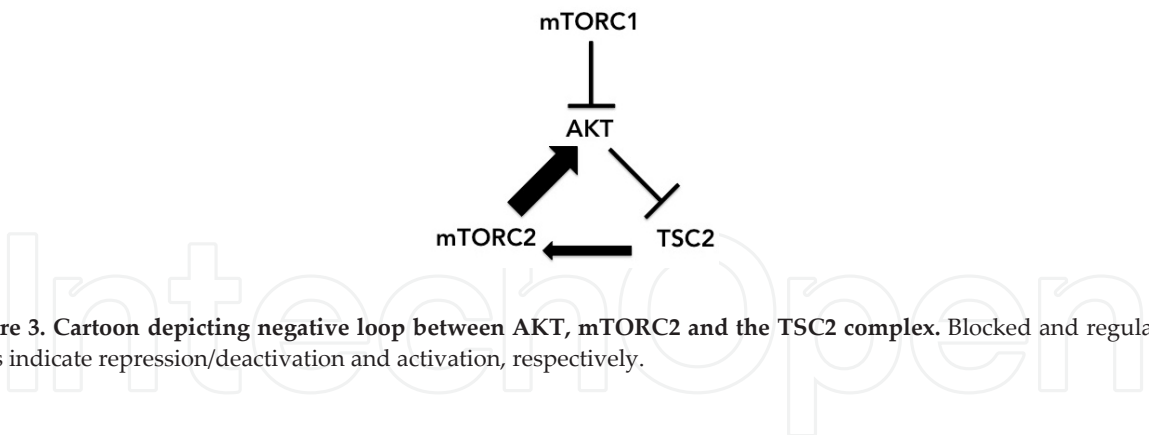 mTORC1
AKT
mTORC2
TSC2
re 3. Cartoon depicting negative loop between AKT, mTORC2 and the TSC2 complex. Blocked and regula
s indicate repression/deactivation and activation, respectively.
IntechOpen